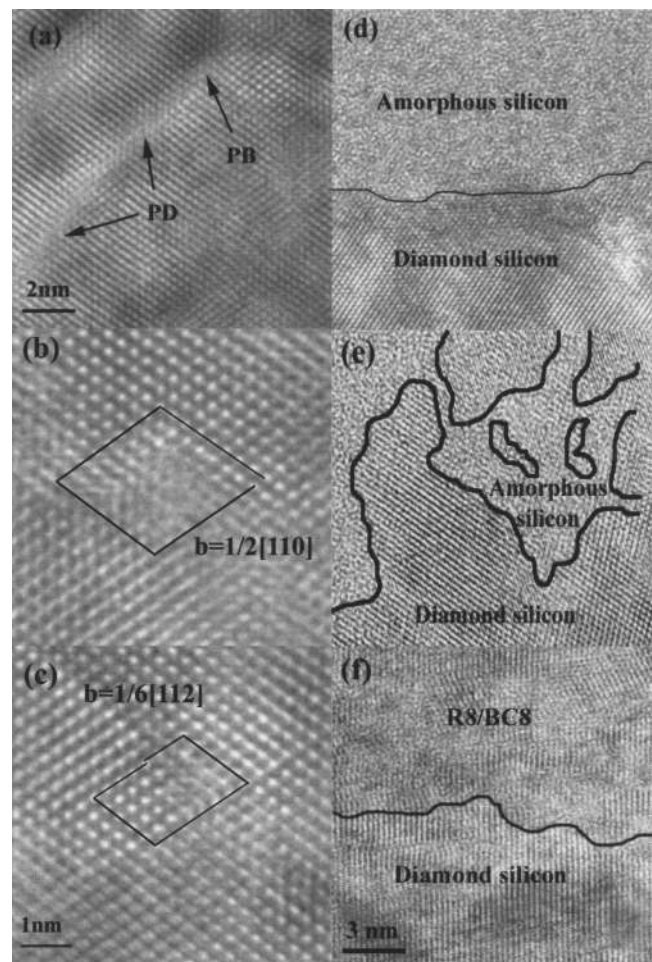 (a)
PB
PD
2nm
(b)
b=1/2[110]
(c)
b=1/6[112]
1nm
(d)
Amorphous silicon
Diamond silicon
(e)
Amorphous
silicon
Diamond silicon
(f)
R8/BC8
Diamond silicon
3 nm